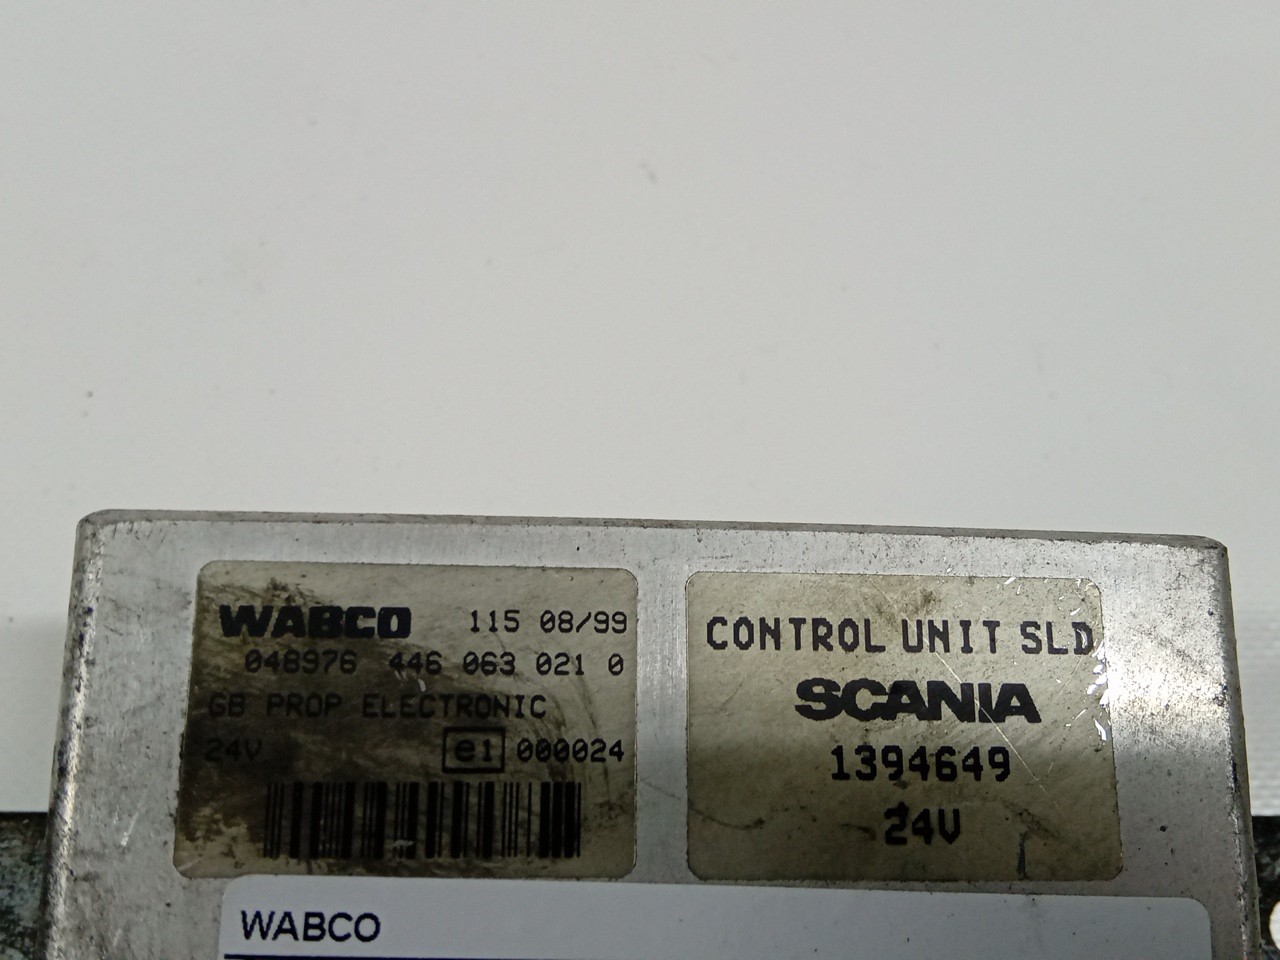 WABCO 115 08/99
048976 446 063 021 0
GB PROP ELECTRONIC
24V e1 000024
CONTROL UNIT SLD
SCANIA
1394649
24V
WABCO